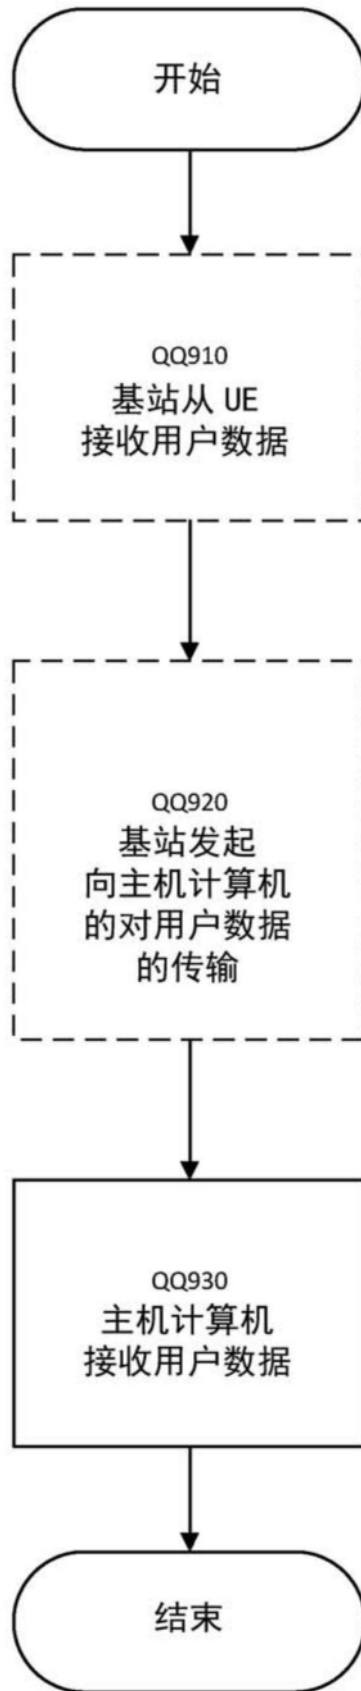 开始
QQ910
基站从 UE
接收用户数据
QQ920
基站发起
向主机计算机
的对用户数据
的传输
QQ930
主机计算机
接收用户数据
结束